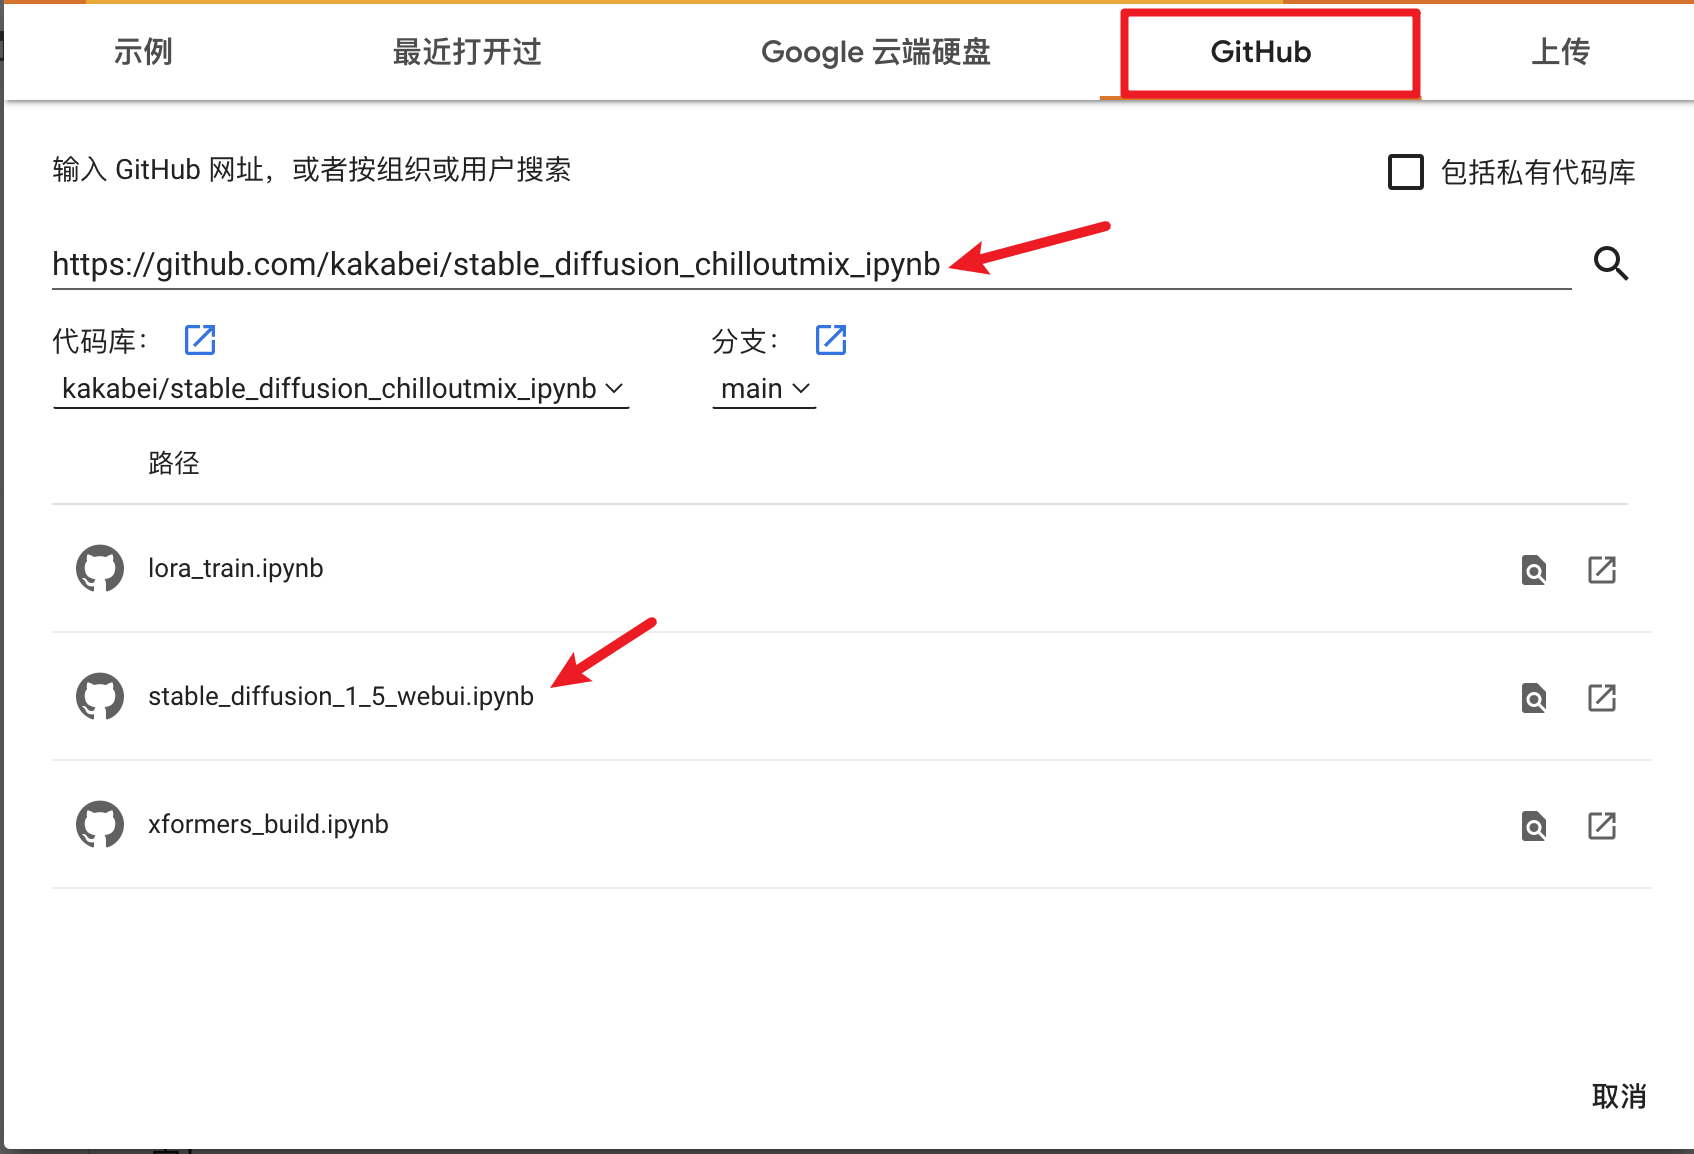 示例 最近打开过 Google 云端硬盘 GitHub 上传
输入 GitHub 网址，或者按组织或用户搜索 包括私有代码库
https://github.com/kakabei/stable_diffusion_chilloutmix_ipynb
代码库： 分支：
kakabei/stable_diffusion_chilloutmix_ipynb main
路径
lora_train.ipynb
stable_diffusion_1_5_webui.ipynb
xformers_build.ipynb
取消